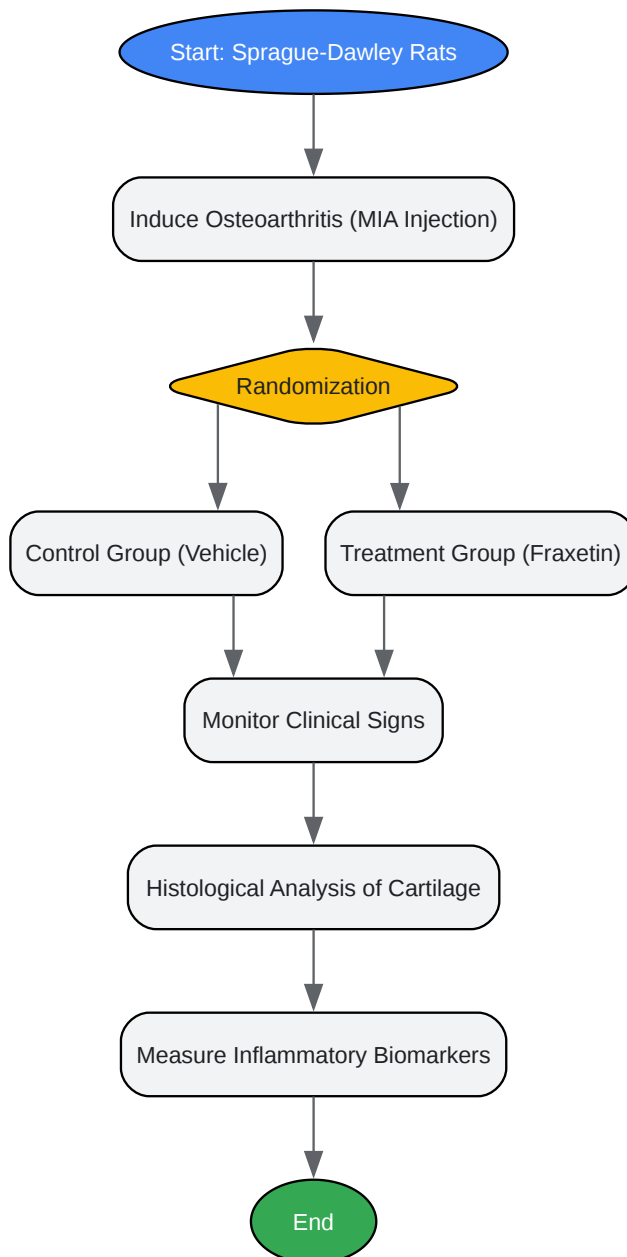 Start: Sprague-Dawley Rats
Induce Osteoarthritis (MIA Injection)
Randomization
Control Group (Vehicle)
Treatment Group (Fraxetin)
Monitor Clinical Signs
Histological Analysis of Cartilage
Measure Inflammatory Biomarkers
End